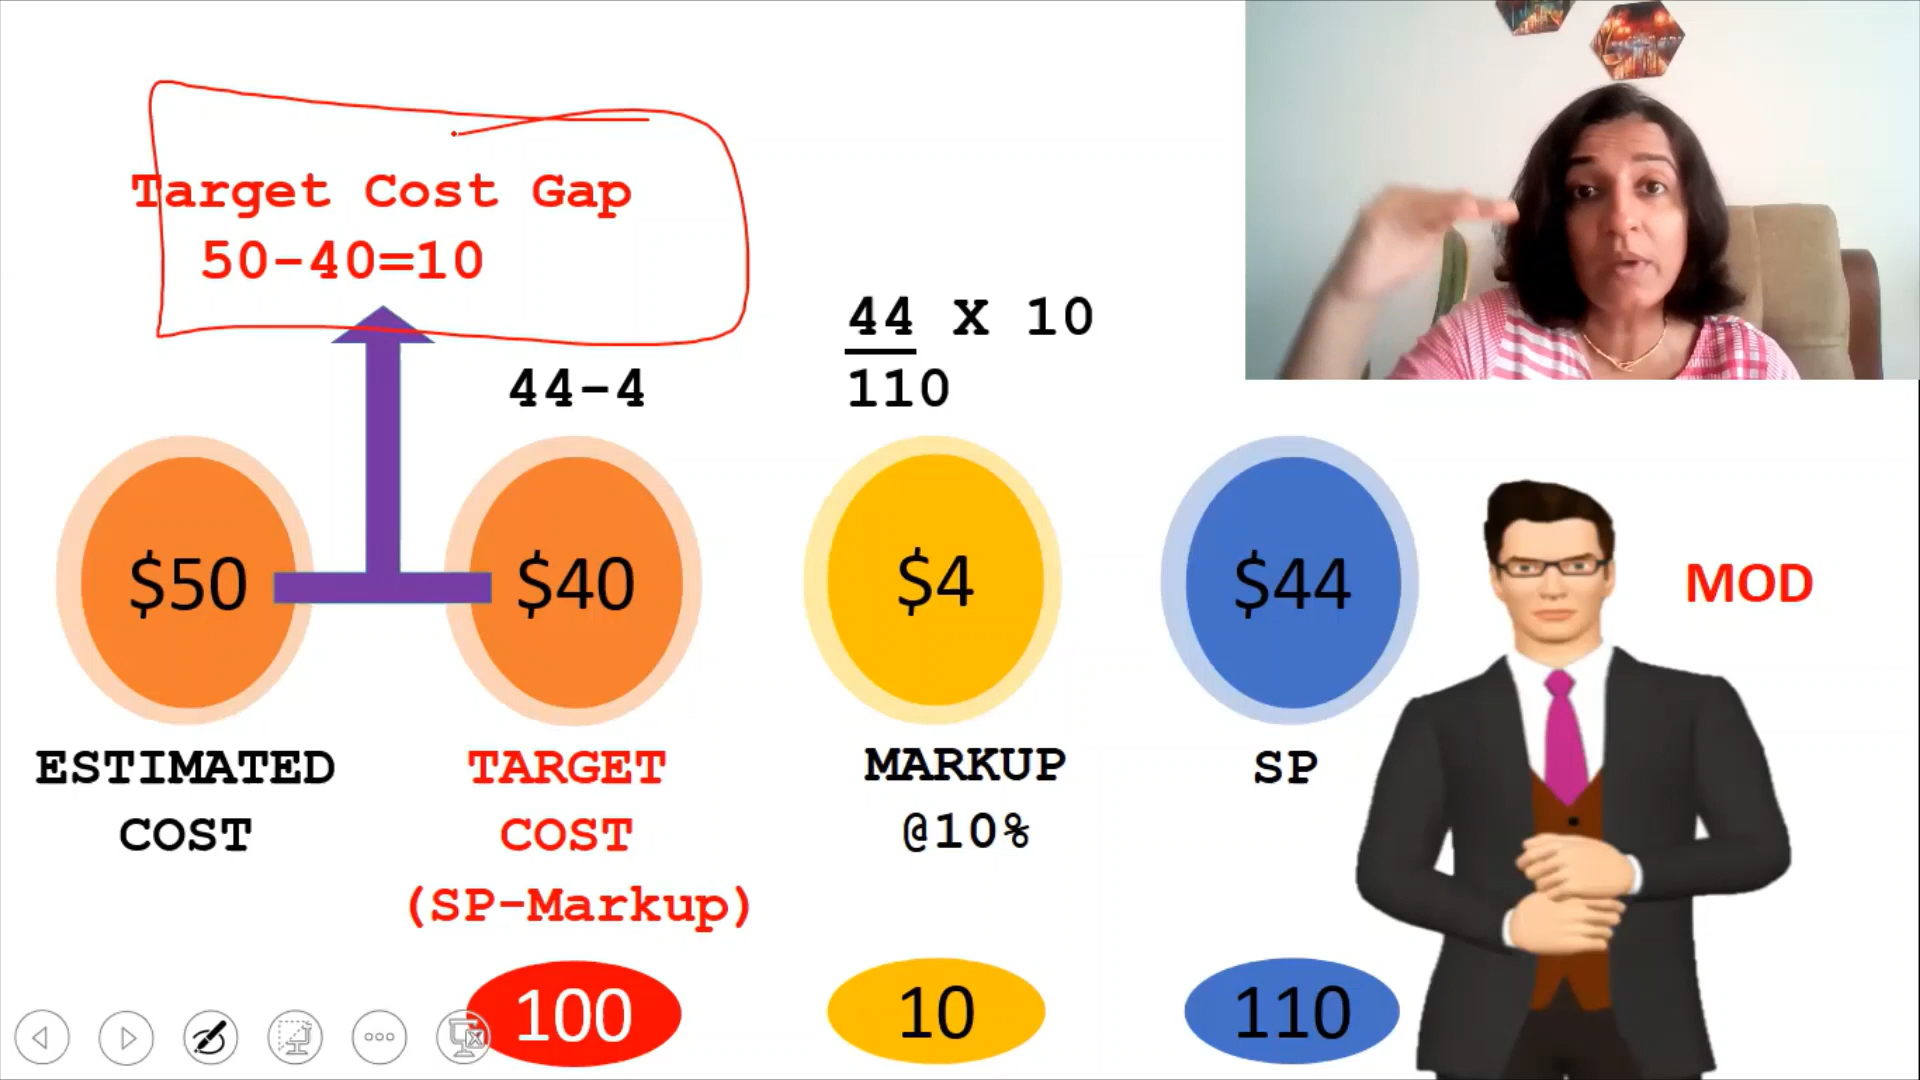 Target Cost Gap
50-40=10
44 X 10
110
44-4
$50
$40
$4
$44
MOD
ESTIMATED
COST
TARGET
COST
(SP-Markup)
MARKUP
@10%
SP
100
10
110